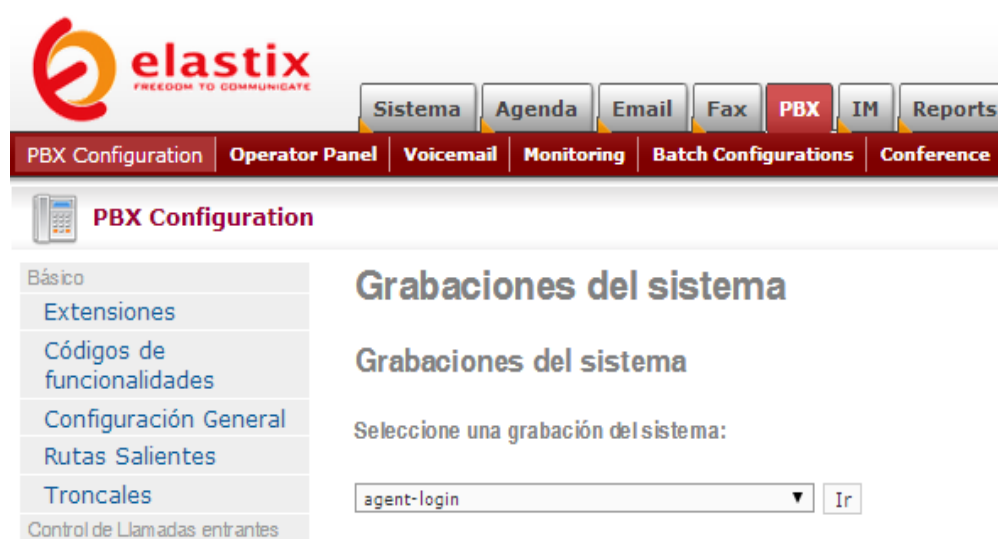 elastix
FREEDOM TO COMMUNICATE
Sistema Agenda Email Fax PBX IM Reports
PBX Configuration Operator Panel Voicemail Monitoring Batch Configurations Conference
PBX Configuration
Básico
Extensiones
Códigos de
funcionalidades
Configuración General
Rutas Salientes
Troncales
Control de Llamadas entrantes
Grabaciones del sistema
Grabaciones del sistema
Seleccione una grabación del sistema:
agent-login Ir